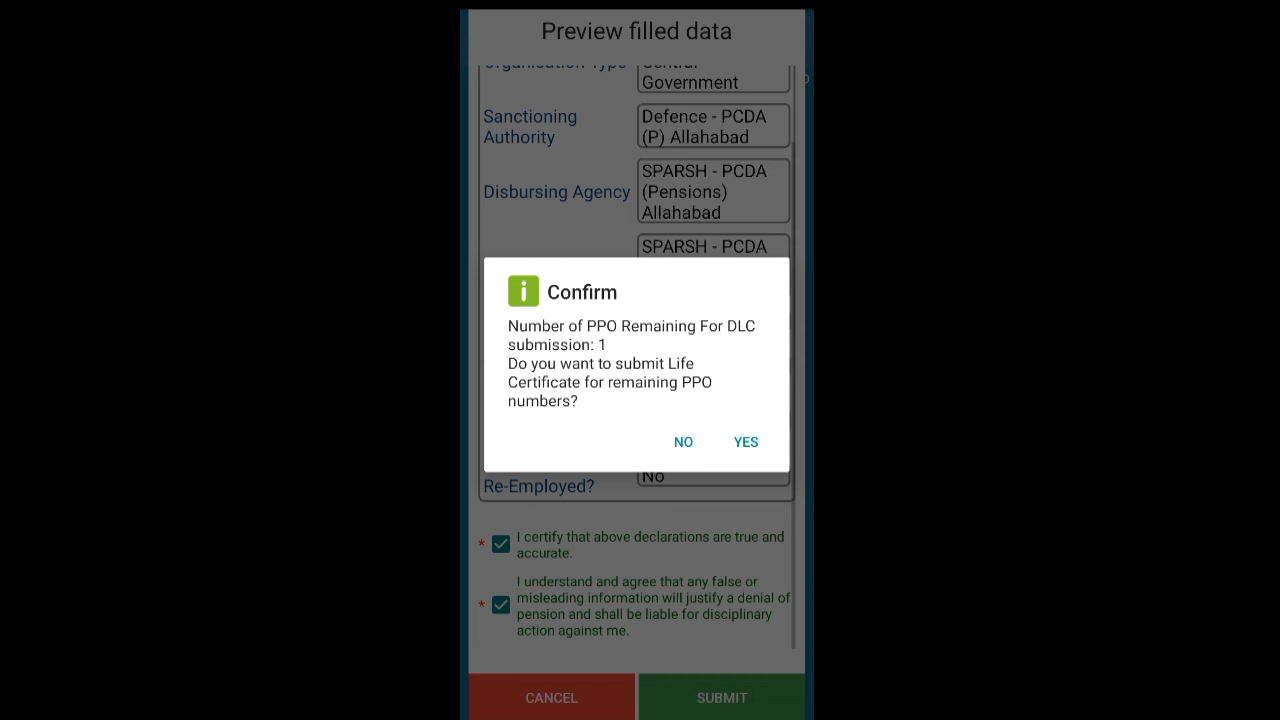 Preview filled data
Organisation Type
Central
Government
Sanctioning
Authority
Defence - PCDA
(P) Allahabad
Disbursing Agency
SPARSH - PCDA
(Pensions)
Allahabad
SPARSH - PCDA
Confirm
Number of PPO Remaining For DLC
submission: 1
Do you want to submit Life
Certificate for remaining PPO
numbers?
NO YES
Re-Employed?
No
* I certify that above declarations are true and
accurate.
* I understand and agree that any false or
misleading information will justify a denial of
pension and shall be liable for disciplinary
action against me.
CANCEL SUBMIT